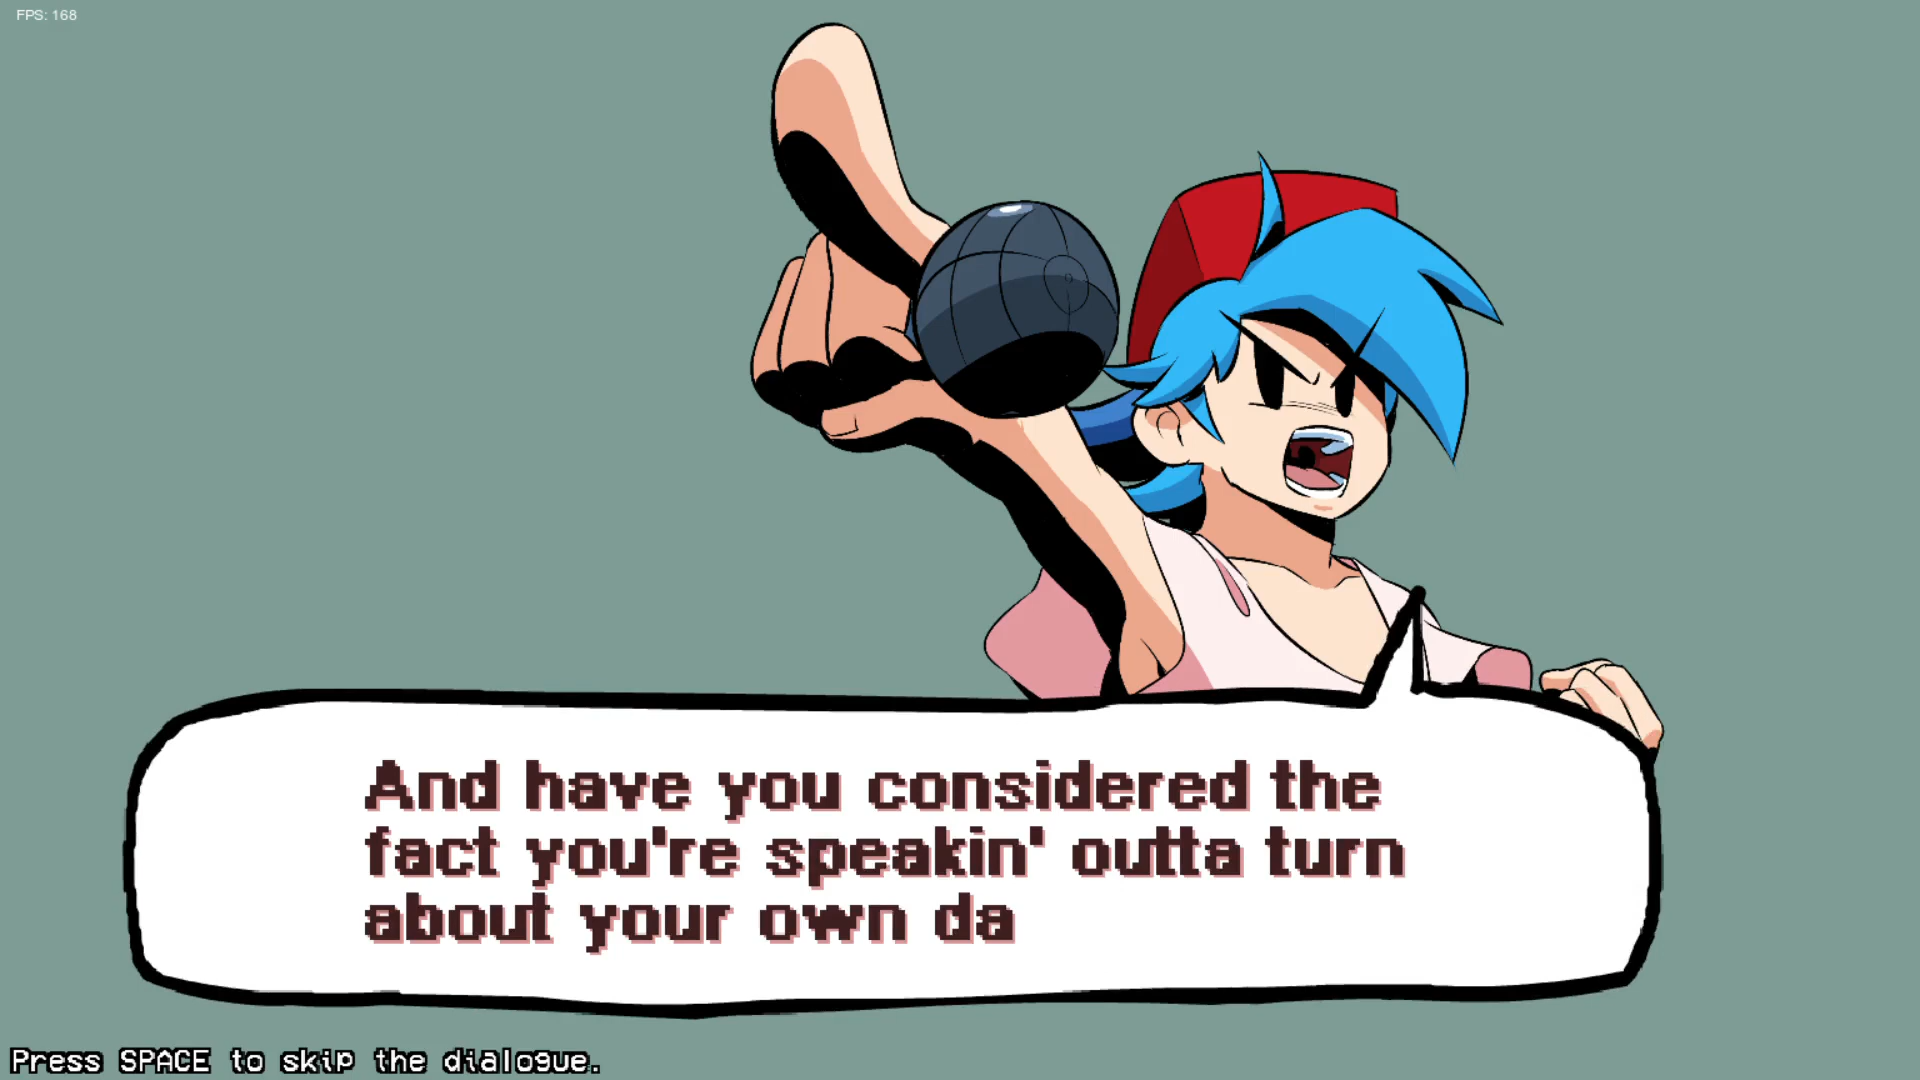 FPS: 168
And have you considered the
fact you're speakin' outta turn
about your own da
Press SPACE to skip the dialogue.